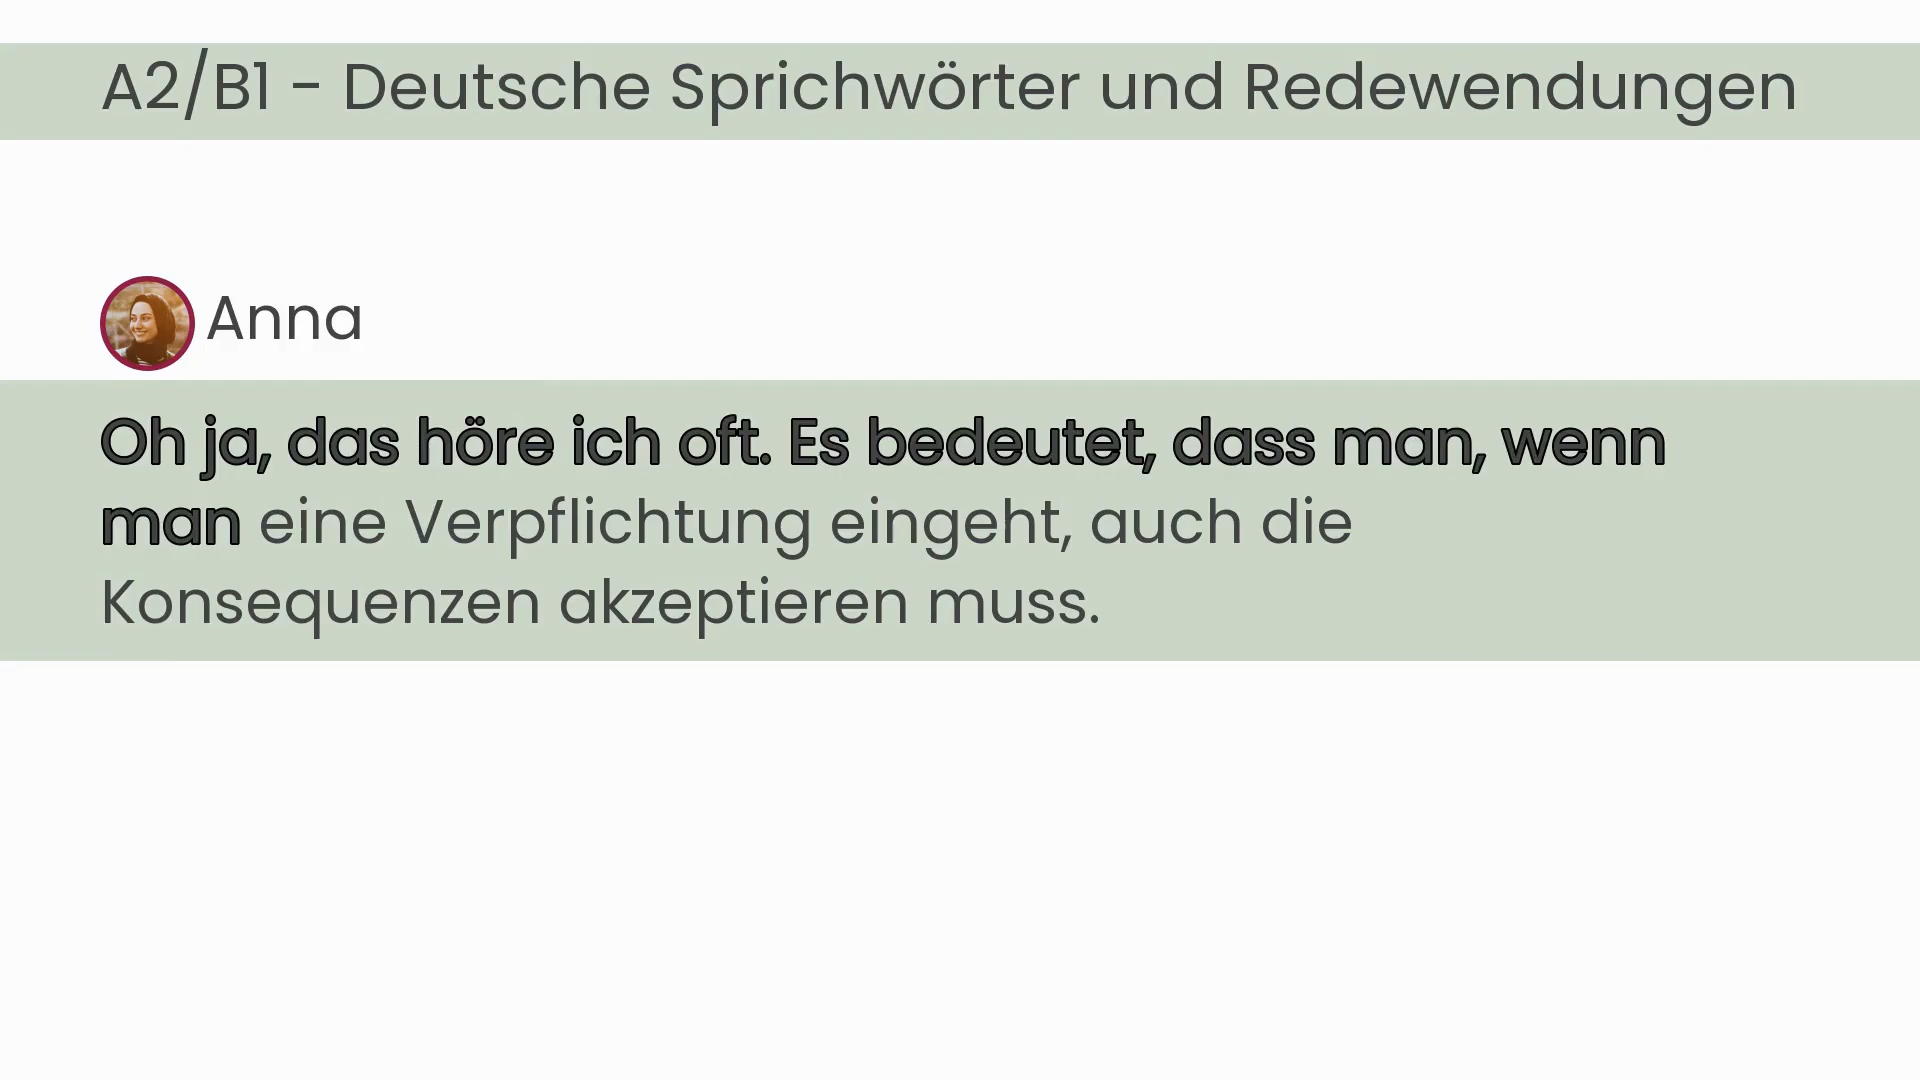 A2/B1 - Deutsche Sprichwörter und Redewendungen
Anna
Oh ja, das höre ich oft. Es bedeutet, dass man, wenn
man eine Verpflichtung eingeht, auch die
Konsequenzen akzeptieren muss.